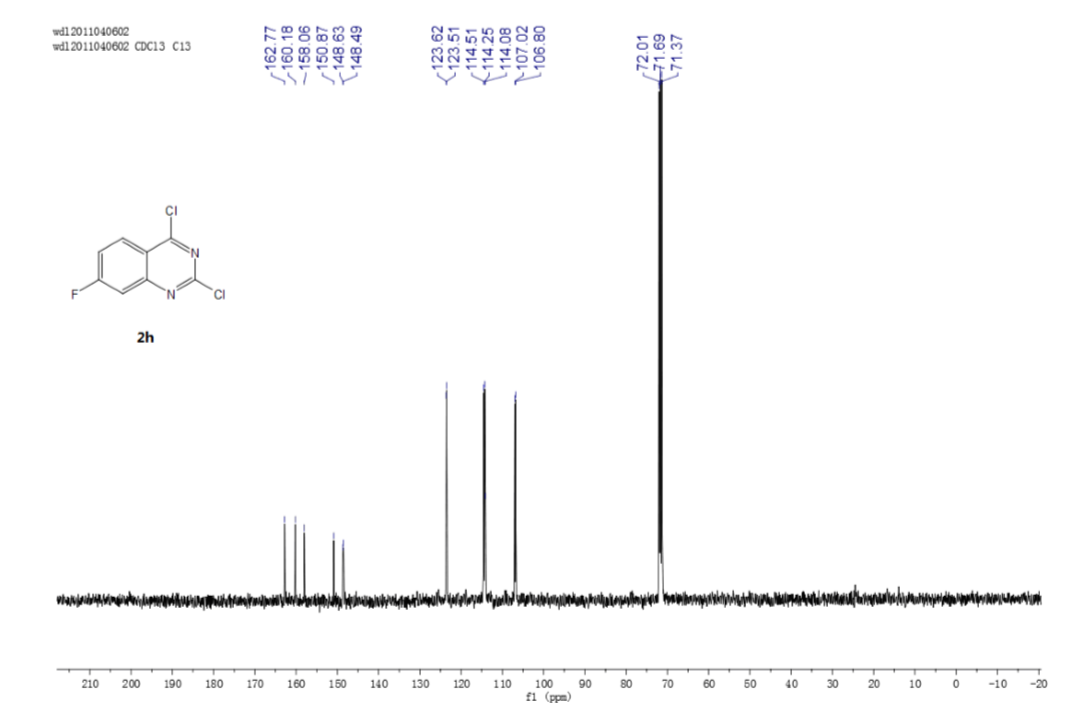 wdl2011040602
wdl2011040602 CDCl3 C13
162.77
160.18
158.06
150.87
148.63
148.49
123.62
123.51
114.51
114.25
114.08
107.02
106.80
72.01
71.69
71.37
Cl
N
F
N
Cl
2h
210 200 190 180 170 160 150 140 130 120 110 100 90 80 70 60 50 40 30 20 10 0 -10 -20
f1 (ppm)